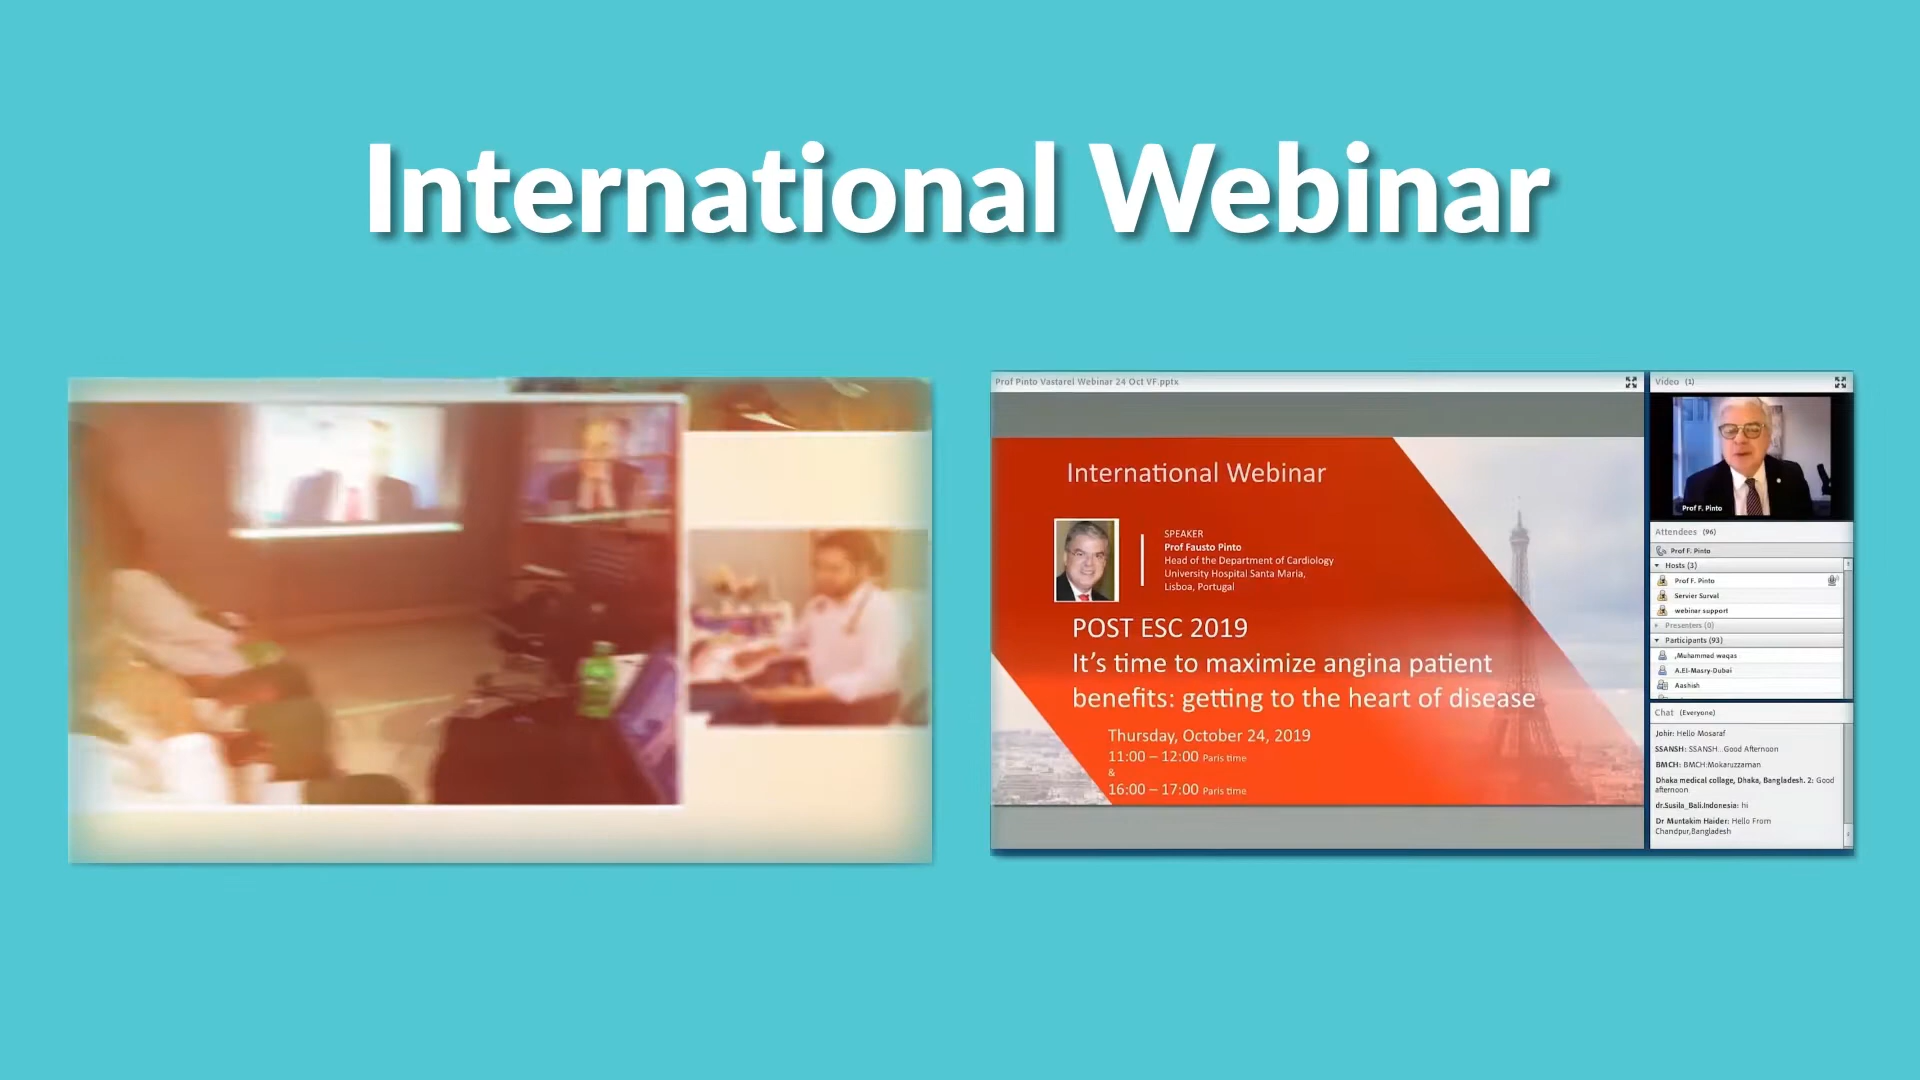 International Webinar
Prof Pinto Vastarel Webinar 24 Oct VF.pptx
International Webinar
SPEAKER
Prof Fausto Pinto
Head of the Department of Cardiology
University Hospital Santa Maria,
Lisboa, Portugal
POST ESC 2019
It's time to maximize angina patient
benefits: getting to the heart of disease
Thursday, October 24, 2019
11:00 – 12:00 Paris time
&
16:00 – 17:00 Paris time
Video (1)
Prof F. Pinto
Attendees (96)
Prof F. Pinto
Hosts (3)
Prof F. Pinto
Servier Surval
webinar support
Presenters (0)
Participants (93)
,Muhammad waqas
A.El-Masry-Dubai
Aashish
Chat (Everyone)
Johir: Hello Mosaraf
SSANSH: SSANSH...Good Afternoon
BMCH: BMCH:Mokaruzzaman
Dhaka medical collage, Dhaka, Bangladesh. 2: Good
afternoon
dr.Susila_Bali.Indonesia: hi
Dr Muntakim Haider: Hello From
Chandpur,Bangladesh